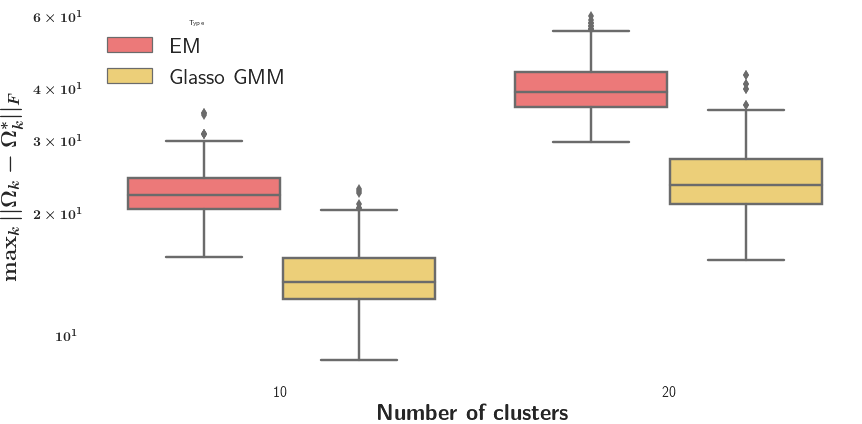 Type
EM
Glasso GMM
6 × 10¹
4 × 10¹
3 × 10¹
2 × 10¹
10¹
max_k ||Ω_k − Ω*_k||_F
10
20
Number of clusters